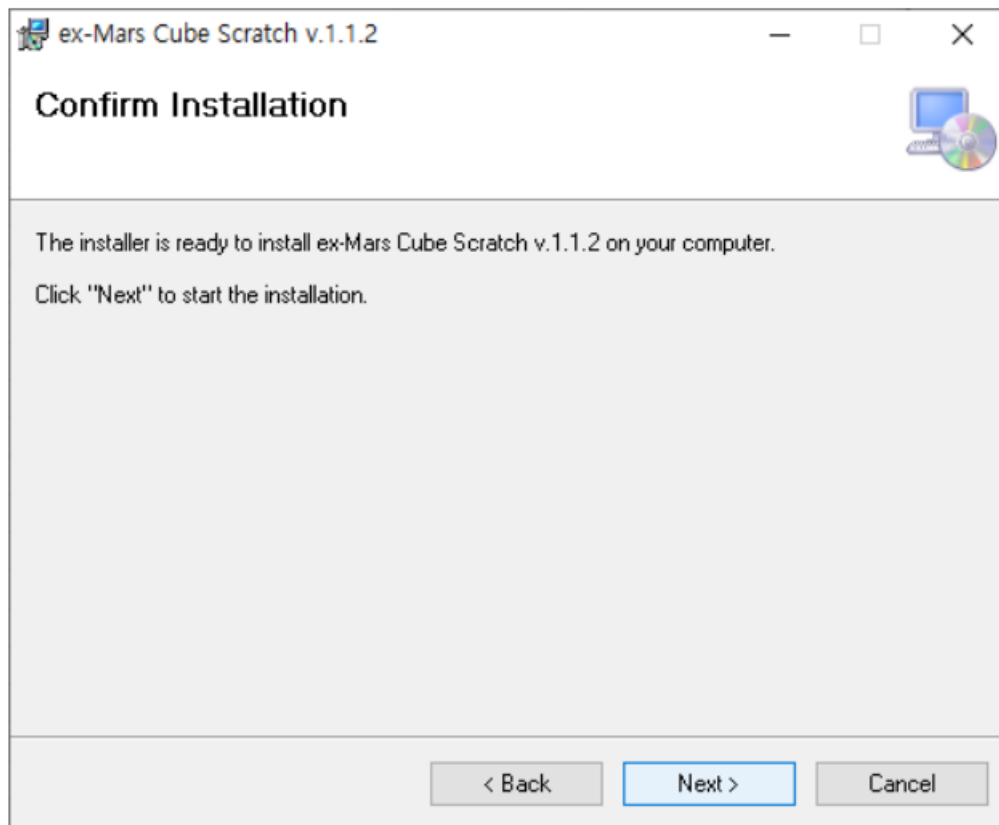 ex-Mars Cube Scratch v.1.1.2
Confirm Installation
The installer is ready to install ex-Mars Cube Scratch v.1.1.2 on your computer.
Click "Next" to start the installation.
< Back
Next >
Cancel